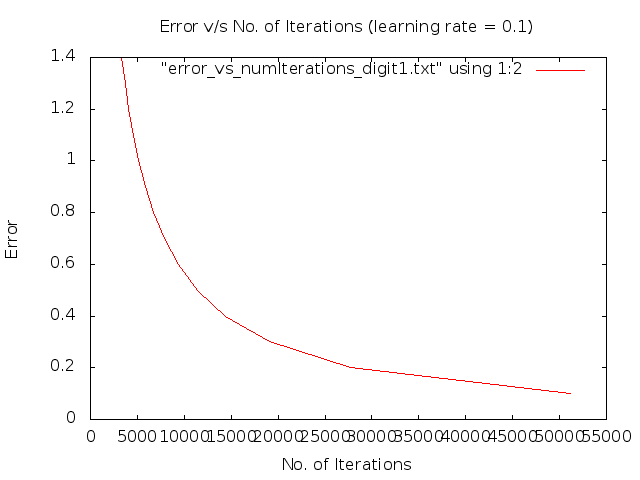 Error v/s No. of Iterations (learning rate = 0.1)
"error_vs_numIterations_digit1.txt" using 1:2
1.4
1.2
1
0.8
0.6
0.4
0.2
0
Error
0 5000 10000 15000 20000 25000 30000 35000 40000 45000 50000 55000
No. of Iterations